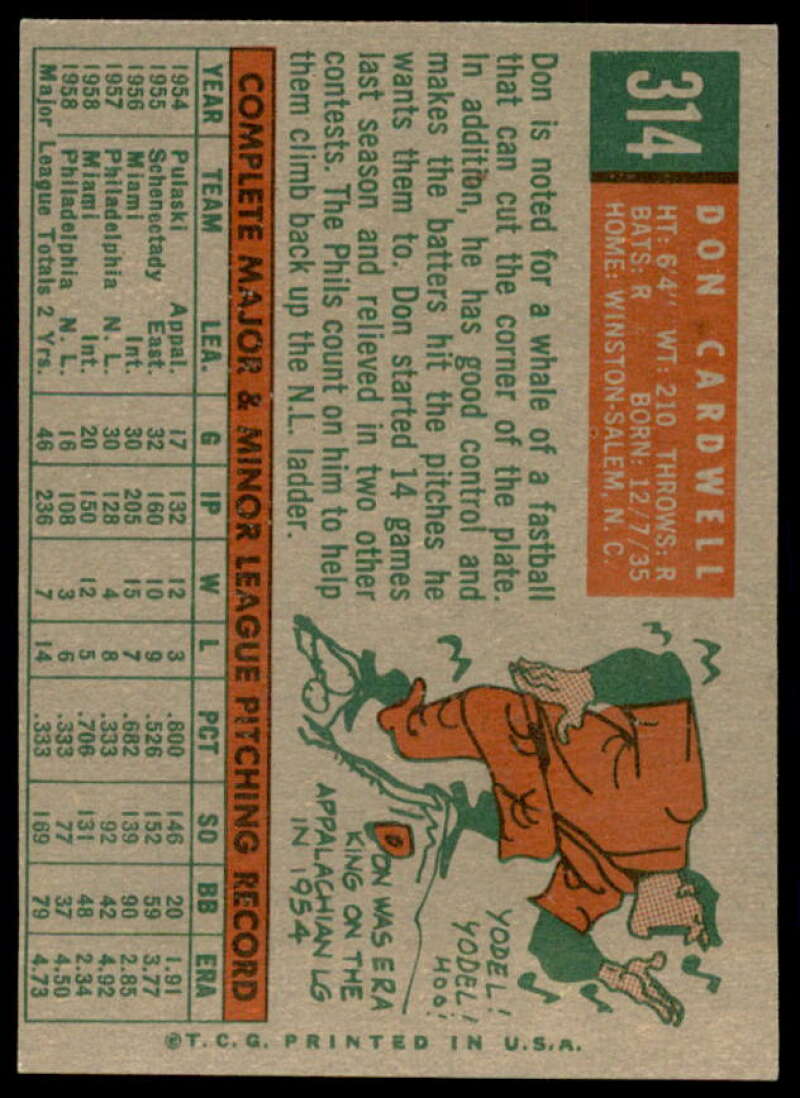 314
DON CARDWELL
HT: 6'4" WT: 210 THROWS: R
BATS: R BORN: 12/7/35
HOME: WINSTON-SALEM, N. C.
Don is noted for a whale of a fastball
that can cut the corner of the plate.
In addition, he has good control and
makes the batters hit the pitches he
wants them to. Don started 14 games
last season and relieved in two other
contests. The Phils count on him to help
them climb back up the N.L. ladder.
YODEL!
YODEL!
HOO!
DON WAS ERA
KING ON THE
APPALACHIAN LG
IN 1954
COMPLETE MAJOR & MINOR LEAGUE PITCHING RECORD
YEAR TEAM LEA. G IP W L PCT SO BB ERA
1954 Pulaski Appal. 17 132 12 3 .800 146 20 1.91
1955 Schenectady East. 32 160 10 9 .526 152 59 3.77
1956 Miami Int. 30 205 15 7 .682 139 90 2.85
1957 Philadelphia N. L. 30 128 4 8 .333 92 42 4.92
1958 Miami Int. 20 150 12 5 .706 131 48 2.34
1958 Philadelphia N. L. 16 108 3 6 .333 77 37 4.50
Major League Totals 2 Yrs. 46 236 7 14 .333 169 79 4.73
©T.C.G. PRINTED IN U.S.A.